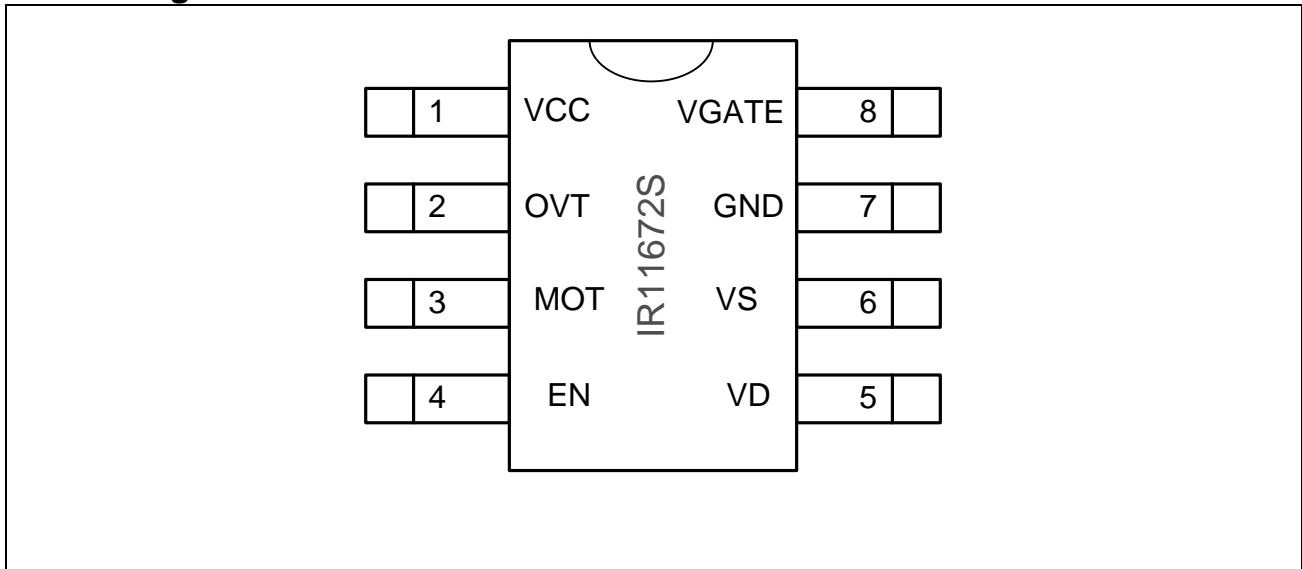 1 VCC VGATE 8
2 OVT GND 7
3 MOT VS 6
4 EN VD 5
IR11672S